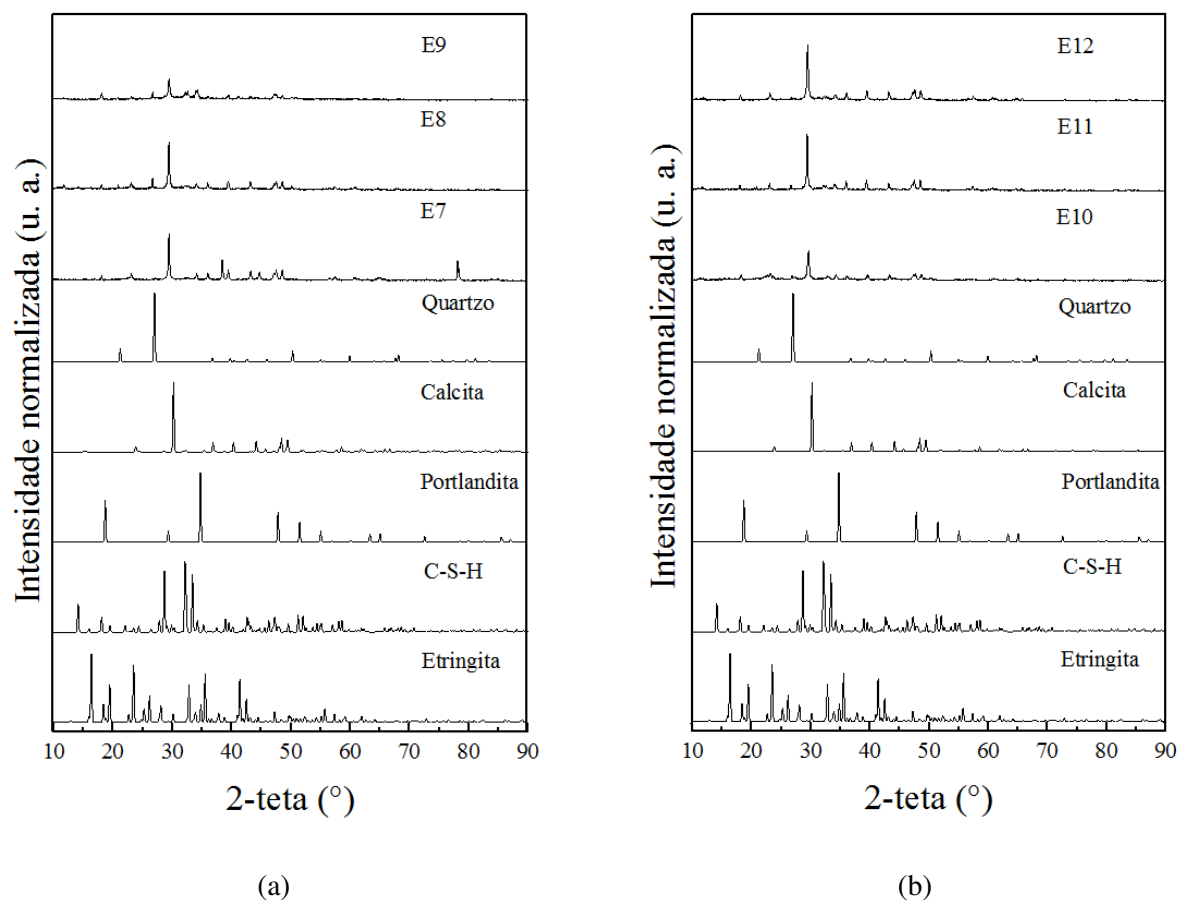 Intensidade normalizada (u. a.)
E9
E8
E7
Quartzo
Calcita
Portlandita
C-S-H
Etringita
10 20 30 40 50 60 70 80 90
2-teta (°)
(a)
Intensidade normalizada (u. a.)
E12
E11
E10
Quartzo
Calcita
Portlandita
C-S-H
Etringita
10 20 30 40 50 60 70 80 90
2-teta (°)
(b)